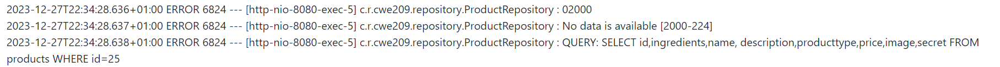 2023-12-27T22:34:28.636+01:00 ERROR 6824 --- [http-nio-8080-exec-5] c.r.cwe209.repository.ProductRepository : 02000
2023-12-27T22:34:28.637+01:00 ERROR 6824 --- [http-nio-8080-exec-5] c.r.cwe209.repository.ProductRepository : No data is available [2000-224]
2023-12-27T22:34:28.638+01:00 ERROR 6824 --- [http-nio-8080-exec-5] c.r.cwe209.repository.ProductRepository : QUERY: SELECT id,ingredients,name, description,producttype,price,image,secret FROM
products WHERE id=25